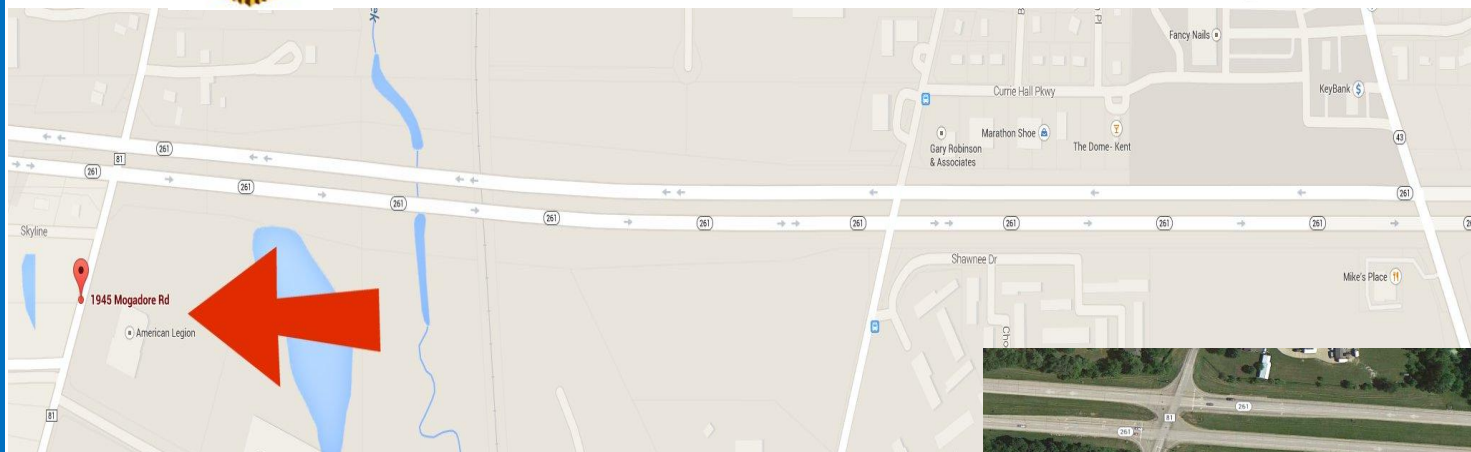 Fancy Nails
Currie Hall Pkwy
KeyBank
$
Marathon Shoe
The Dome- Kent
Gary Robinson
& Associates
43
81
261
261
261
261
261
261
261
261
261
261
261
Skyline
Shawnee Dr
Mike's Place
1945 Mogadore Rd
American Legion
81
261
81
261